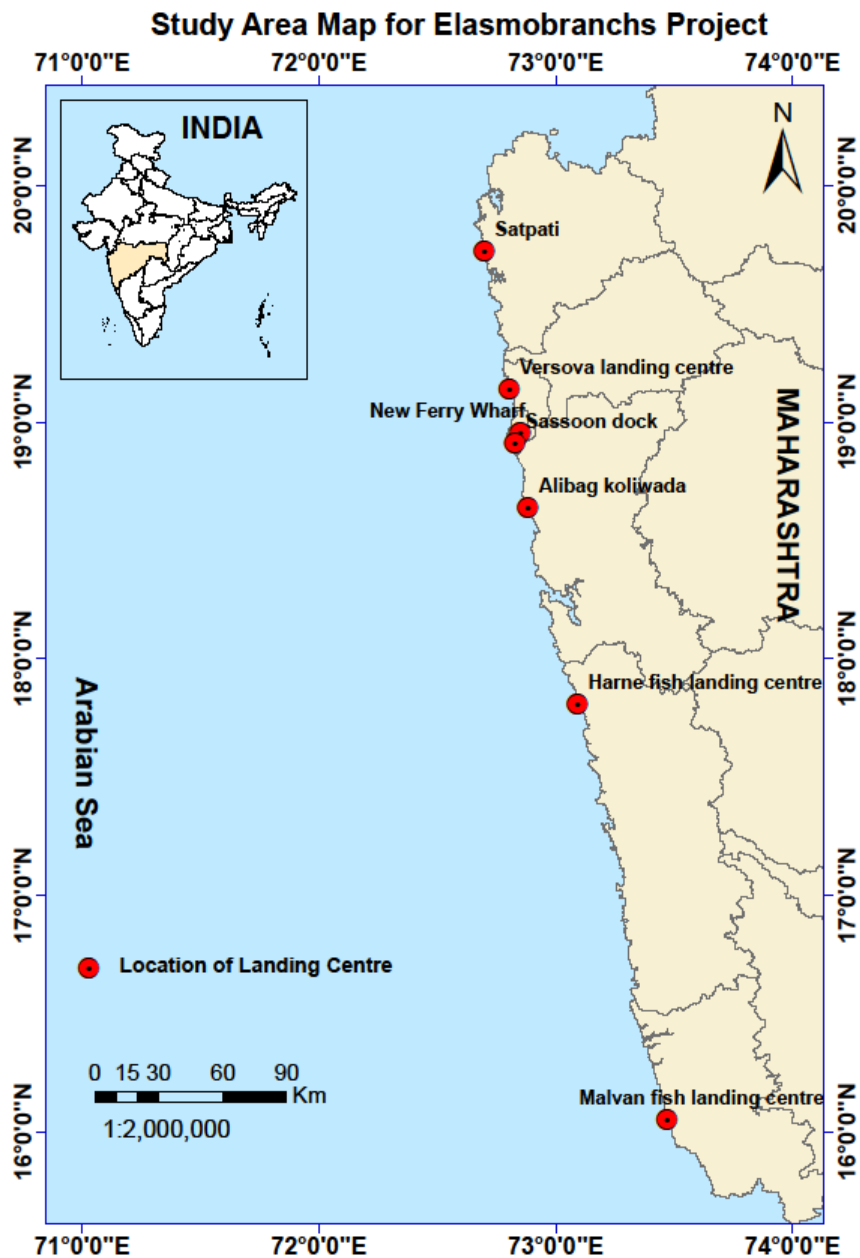 Study Area Map for Elasmobranchs Project
71°0'0"E 72°0'0"E 73°0'0"E 74°0'0"E
INDIA
N
20°0'0"N 20°0'0"N
Satpati
Versova landing centre
New Ferry Wharf
Sassoon dock
19°0'0"N 19°0'0"N
Alibag koliwada
MAHARASHTRA
18°0'0"N 18°0'0"N
Harne fish landing centre
Arabian Sea
17°0'0"N 17°0'0"N
Location of Landing Centre
0 15 30 60 90
Km
1:2,000,000
Malvan fish landing centre
16°0'0"N 16°0'0"N
71°0'0"E 72°0'0"E 73°0'0"E 74°0'0"E